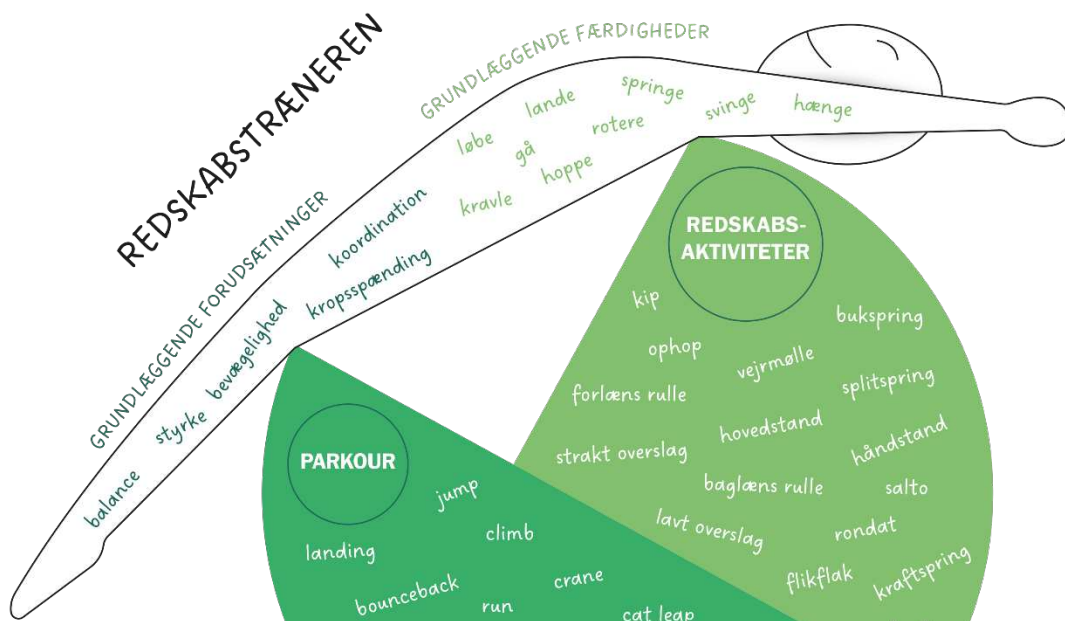 REDSKABSTRÆNEREN
GRUNDLÆGGENDE FORUDSÆTNINGER
balance
styrke
bevægelighed
koordination
kropsspænding
GRUNDLÆGGENDE FÆRDIGHEDER
løbe
lande
springe
svinge
hænge
gå
rotere
kravle
hoppe
REDSKABS-
AKTIVITETER
kip
bukspring
ophop
vejrmølle
forlæns rulle
splitspring
hovedstand
strakt overslag
håndstand
baglæns rulle
salto
lavt overslag
rondat
flikflak
kraftspring
PARKOUR
jump
climb
landing
crane
bounceback
run
cat leap